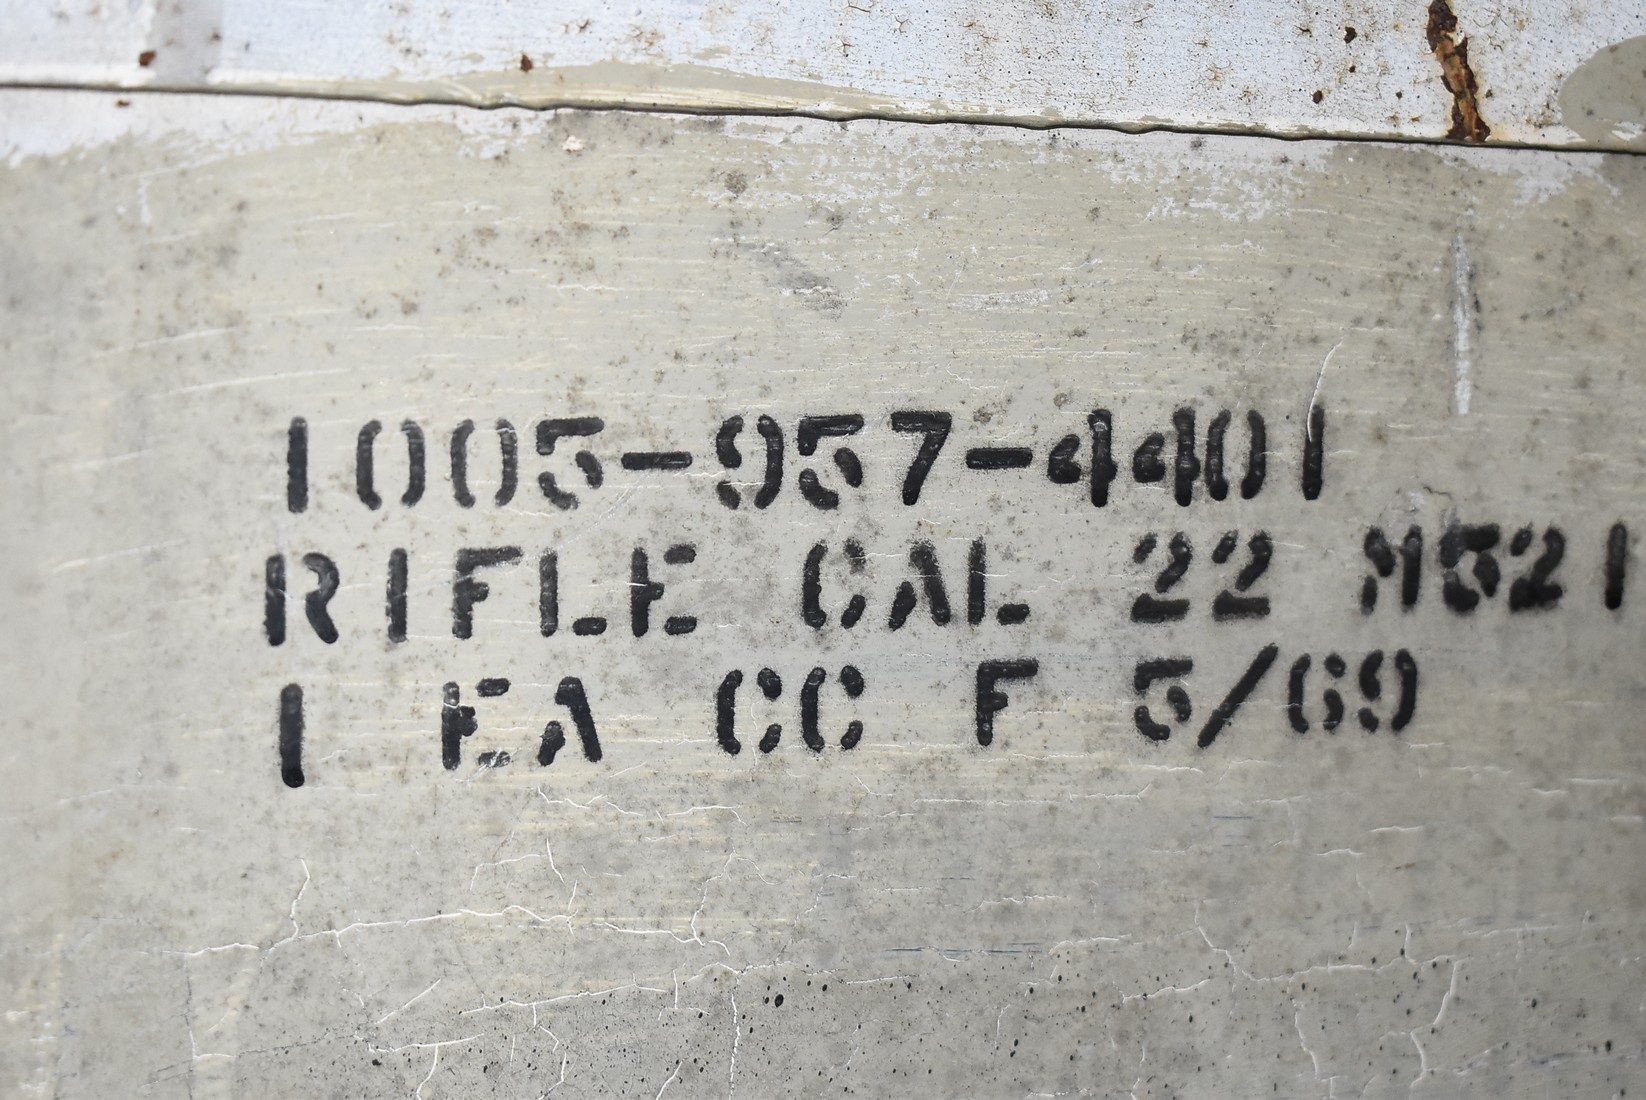 1005-957-4401
RIFLE CAL 22 M521
1 EA CC F 5/69